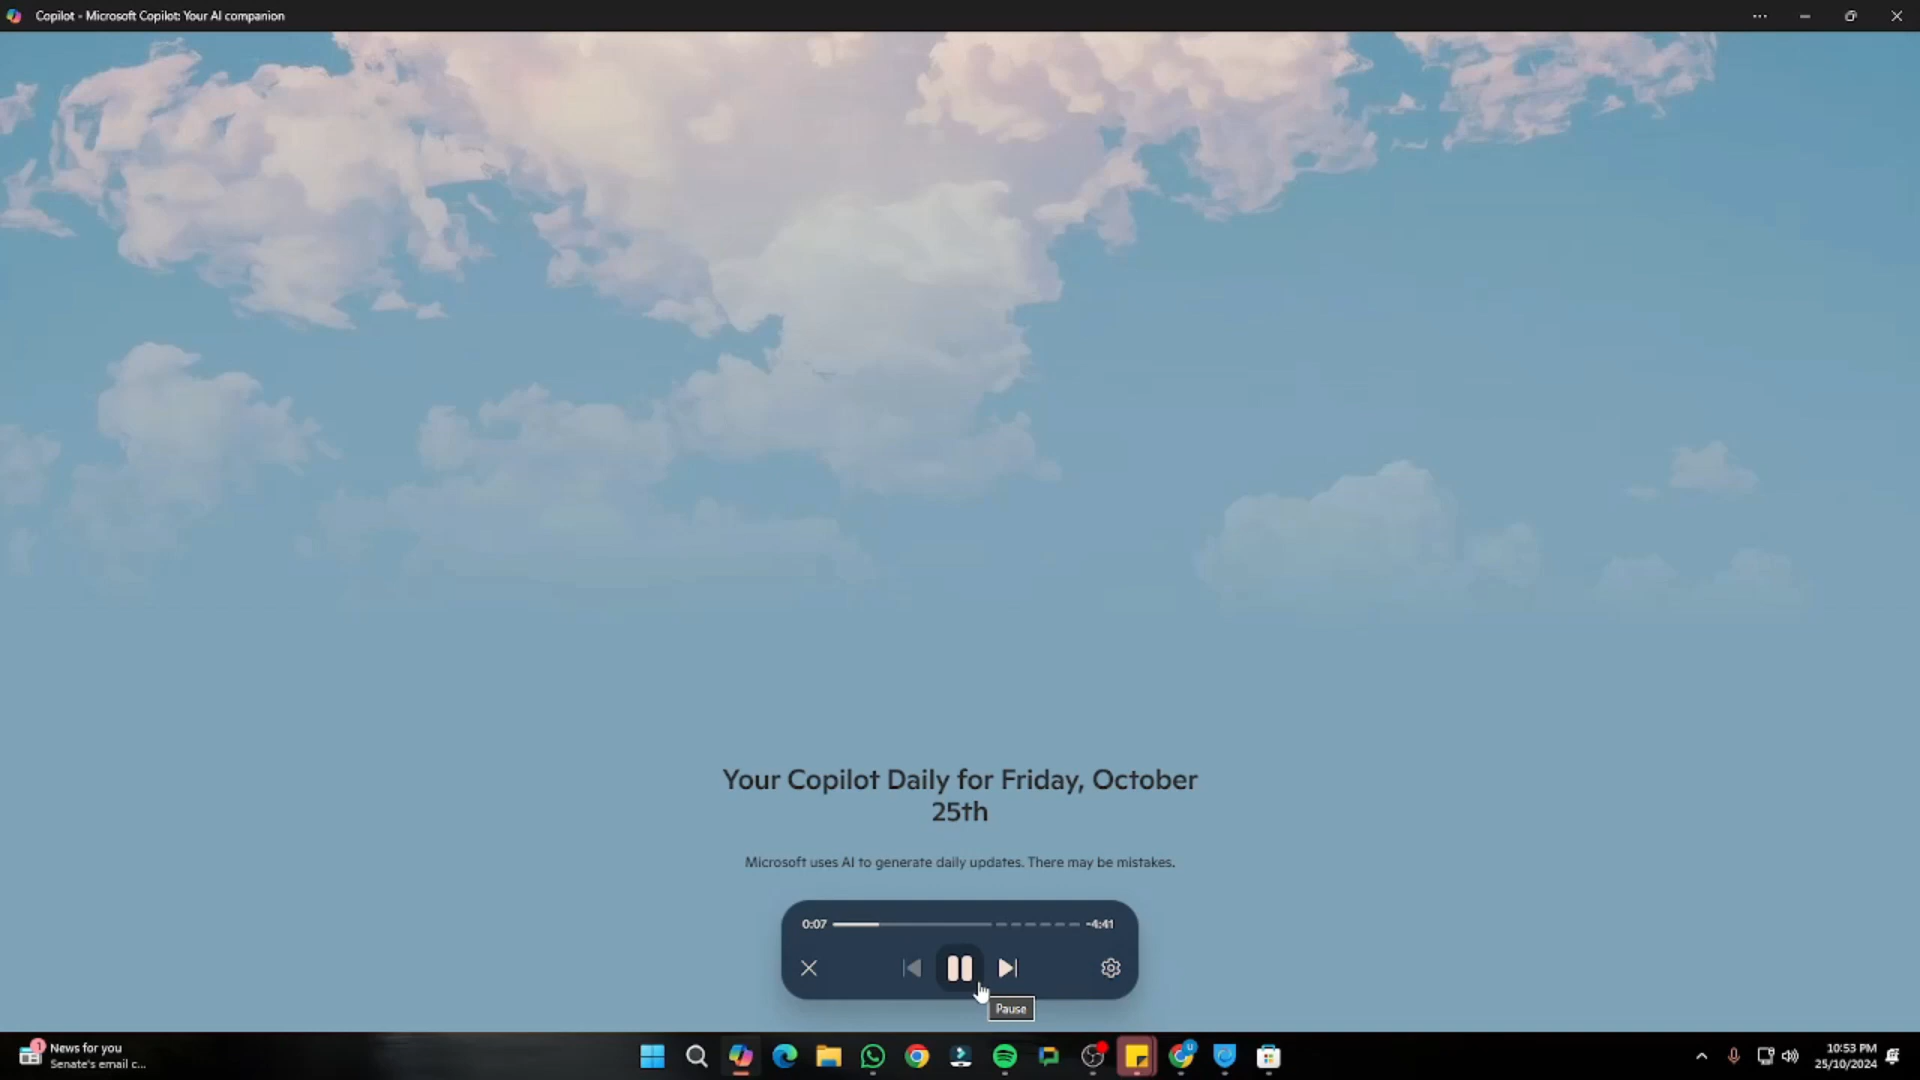 Copilot - Microsoft Copilot: Your AI companion
Your Copilot Daily for Friday, October
25th
Microsoft uses AI to generate daily updates. There may be mistakes.
0:07
-4:41
Pause
1
News for you
Senate's email c...
U
10:53 PM
25/10/2024